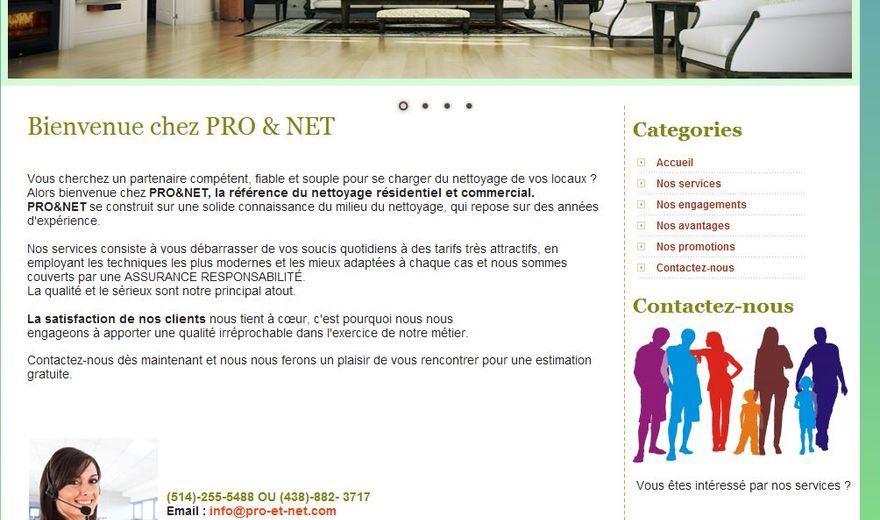 Bienvenue chez PRO & NET
Vous cherchez un partenaire compétent, fiable et souple pour se charger du nettoyage de vos locaux ?
Alors bienvenue chez PRO&NET, la référence du nettoyage résidentiel et commercial.
PRO&NET se construit sur une solide connaissance du milieu du nettoyage, qui repose sur des années
d'expérience.
Nos services consiste à vous débarrasser de vos soucis quotidiens à des tarifs très attractifs, en
employant les techniques les plus modernes et les mieux adaptées à chaque cas et nous sommes
couverts par une ASSURANCE RESPONSABILITÉ.
La qualité et le sérieux sont notre principal atout.
La satisfaction de nos clients nous tient à cœur, c'est pourquoi nous nous
engageons à apporter une qualité irréprochable dans l'exercice de notre métier.
Contactez-nous dès maintenant et nous nous ferons un plaisir de vous rencontrer pour une estimation
gratuite.
(514)-255-5488 OU (438)-882- 3717
Email : info@pro-et-net.com
Categories
Accueil
Nos services
Nos engagements
Nos avantages
Nos promotions
Contactez-nous
Contactez-nous
Vous êtes intéressé par nos services ?